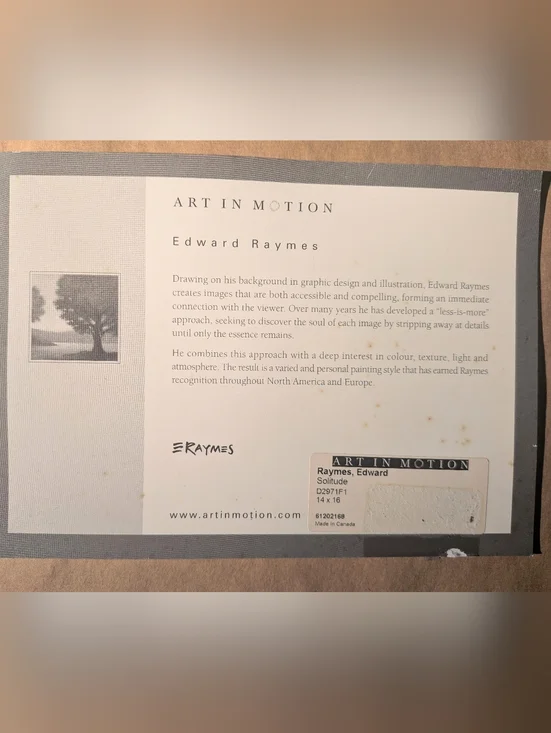 ART IN MOTION
Edward Raymes
Drawing on his background in graphic design and illustration, Edward Raymes
creates images that are both accessible and compelling, forming an immediate
connection with the viewer. Over many years he has developed a "less-is-more"
approach, seeking to discover the soul of each image by stripping away at details
until only the essence remains.
He combines this approach with a deep interest in colour, texture, light and
atmosphere. The result is a varied and personal painting style that has earned Raymes
recognition throughout North America and Europe.
ERAYMES
www.artinmotion.com
ART IN MOTION
Raymes, Edward
Solitude
D2971F1
14 x 16
61202168
Made in Canada